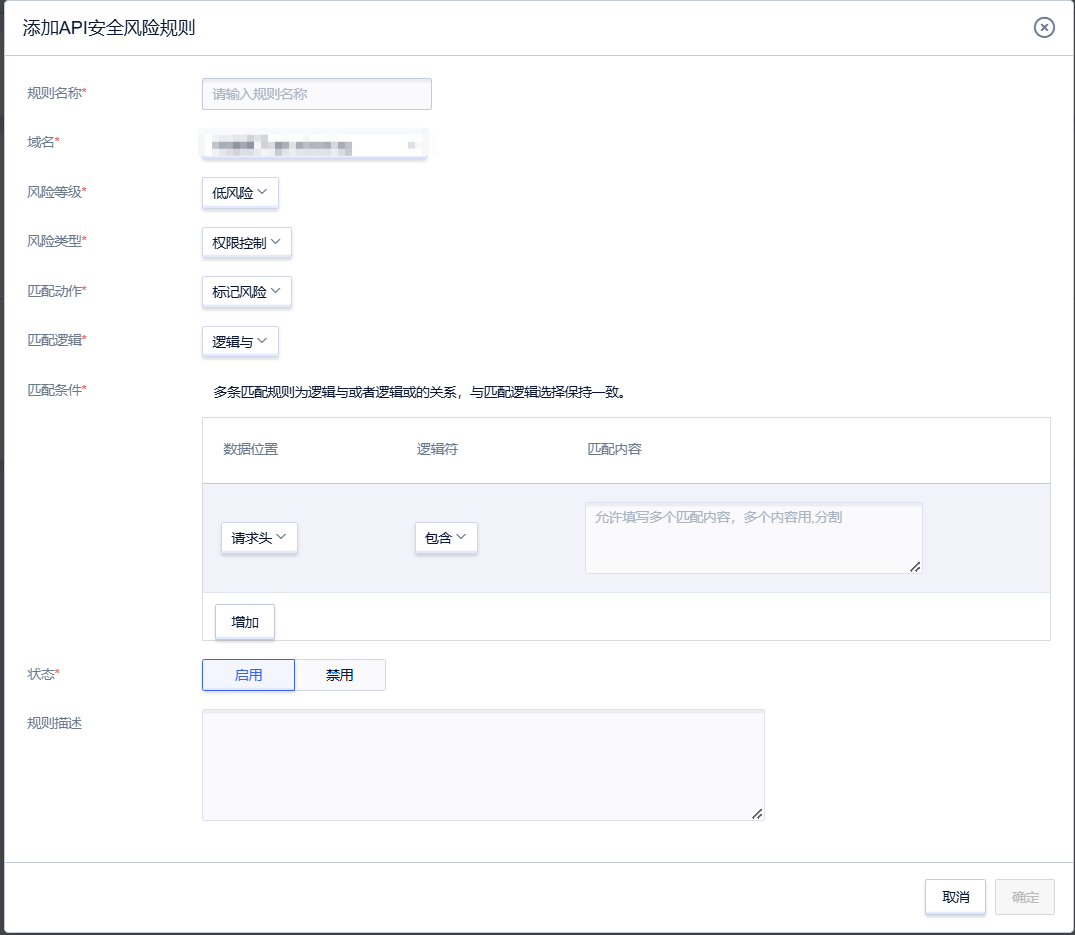 添加API安全风险规则
规则名称*
请输入规则名称
域名*
风险等级*
低风险
风险类型*
权限控制
匹配动作*
标记风险
匹配逻辑*
逻辑与
匹配条件*
多条匹配规则为逻辑与或者逻辑或的关系，与匹配逻辑选择保持一致。
数据位置 逻辑符 匹配内容
请求头 包含 允许填写多个匹配内容，多个内容用,分割
增加
状态*
启用 禁用
规则描述
取消 确定